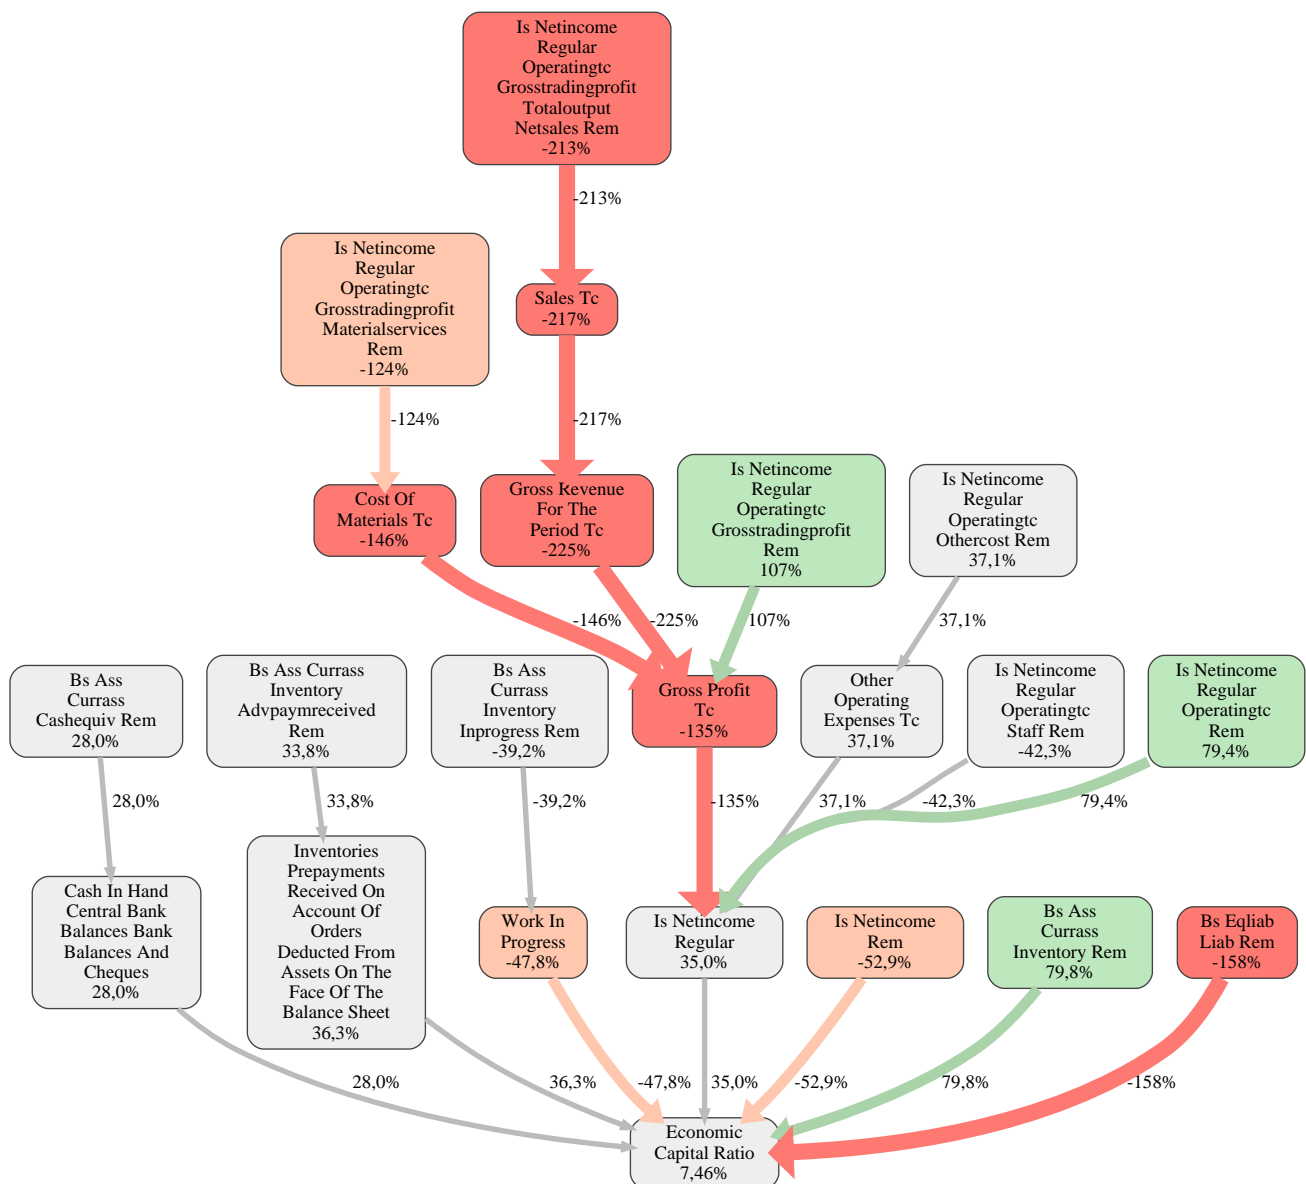 Is Netincome
Regular
Operatingtc
Grosstradingprofit
Totaloutput
Netsales Rem
-213%
-213%
Is Netincome
Regular
Operatingtc
Grosstradingprofit
Materialservices
Rem
-124%
Sales Tc
-217%
-124%
-217%
Cost Of
Materials Tc
-146%
Gross Revenue
For The
Period Tc
-225%
Is Netincome
Regular
Operatingtc
Grosstradingprofit
Rem
107%
Is Netincome
Regular
Operatingtc
Othercost Rem
37,1%
-146%
-225%
107%
37,1%
Bs Ass
Currass
Cashequiv Rem
28,0%
Bs Ass Currass
Inventory
Advpaymreceived
Rem
33,8%
Bs Ass
Currass
Inventory
Inprogress Rem
-39,2%
Gross Profit
Tc
-135%
Other
Operating
Expenses Tc
37,1%
Is Netincome
Regular
Operatingtc
Staff Rem
-42,3%
Is Netincome
Regular
Operatingtc
Rem
79,4%
28,0%
33,8%
-39,2%
-135%
37,1%
-42,3%
79,4%
Cash In Hand
Central Bank
Balances Bank
Balances And
Cheques
28,0%
Inventories
Prepayments
Received On
Account Of
Orders
Deducted From
Assets On The
Face Of The
Balance Sheet
36,3%
Work In
Progress
-47,8%
Is Netincome
Regular
35,0%
Is Netincome
Rem
-52,9%
Bs Ass
Currass
Inventory Rem
79,8%
Bs Eqliab
Liab Rem
-158%
28,0%
36,3%
-47,8%
35,0%
-52,9%
79,8%
-158%
Economic
Capital Ratio
7,46%